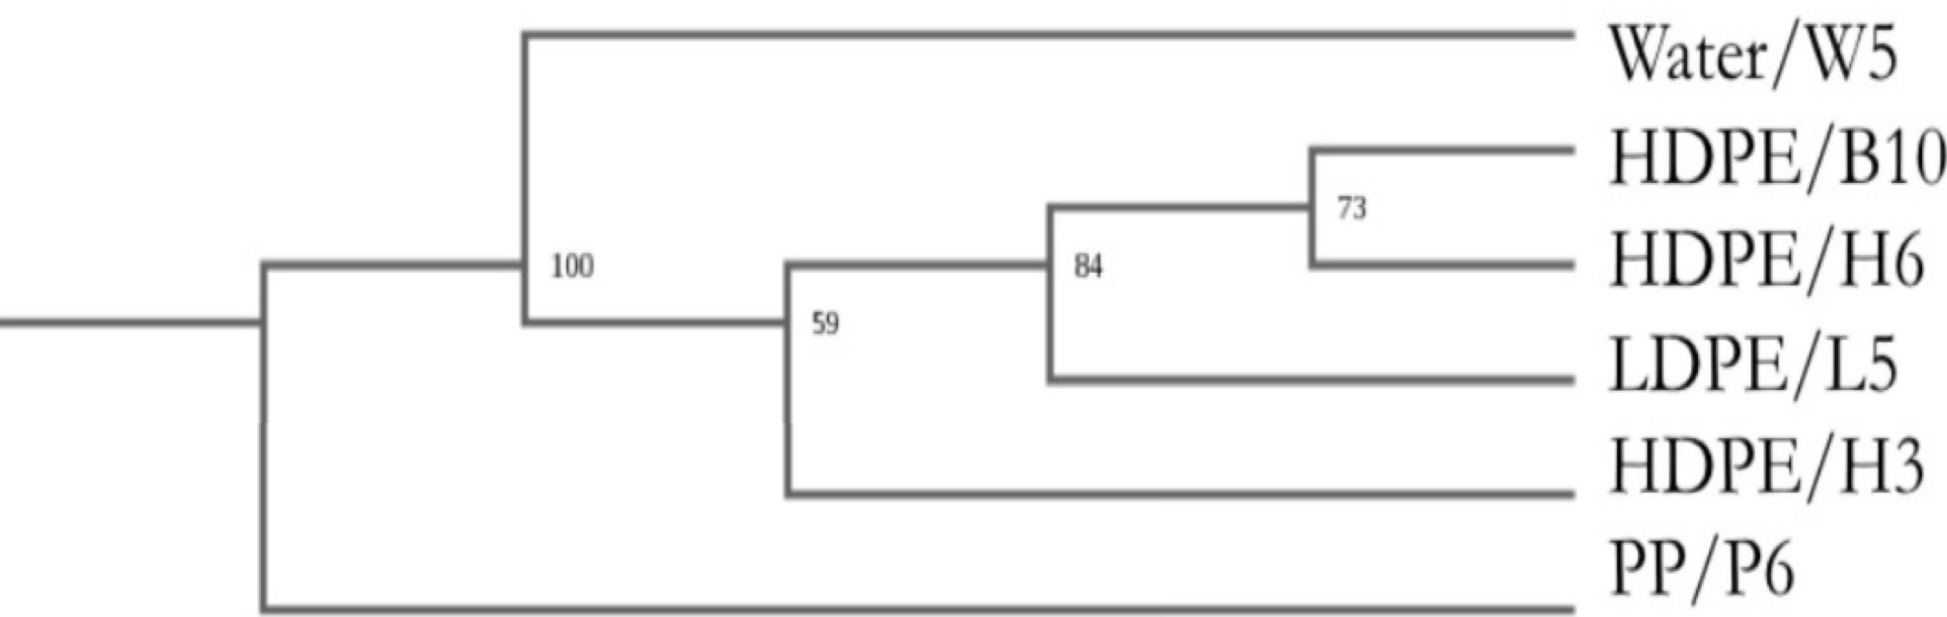 Water/W5
HDPE/B10
73
HDPE/H6
100
84
59
LDPE/L5
HDPE/H3
PP/P6